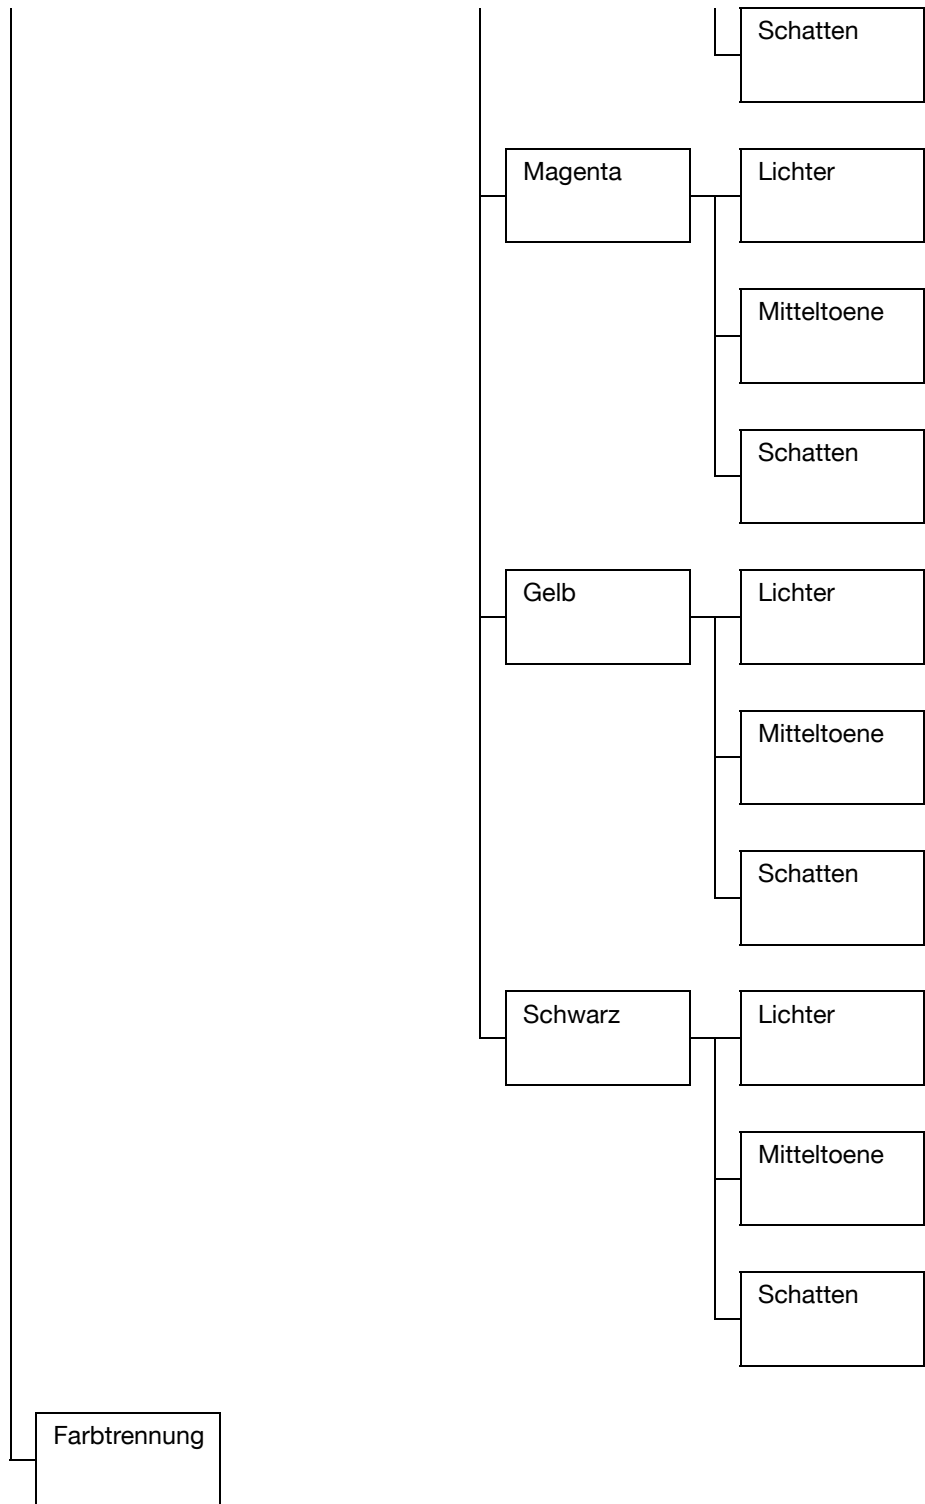 Schatten
Magenta
Lichter
Mitteltoene
Schatten
Gelb
Lichter
Mitteltoene
Schatten
Schwarz
Lichter
Mitteltoene
Schatten
Farbtrennung